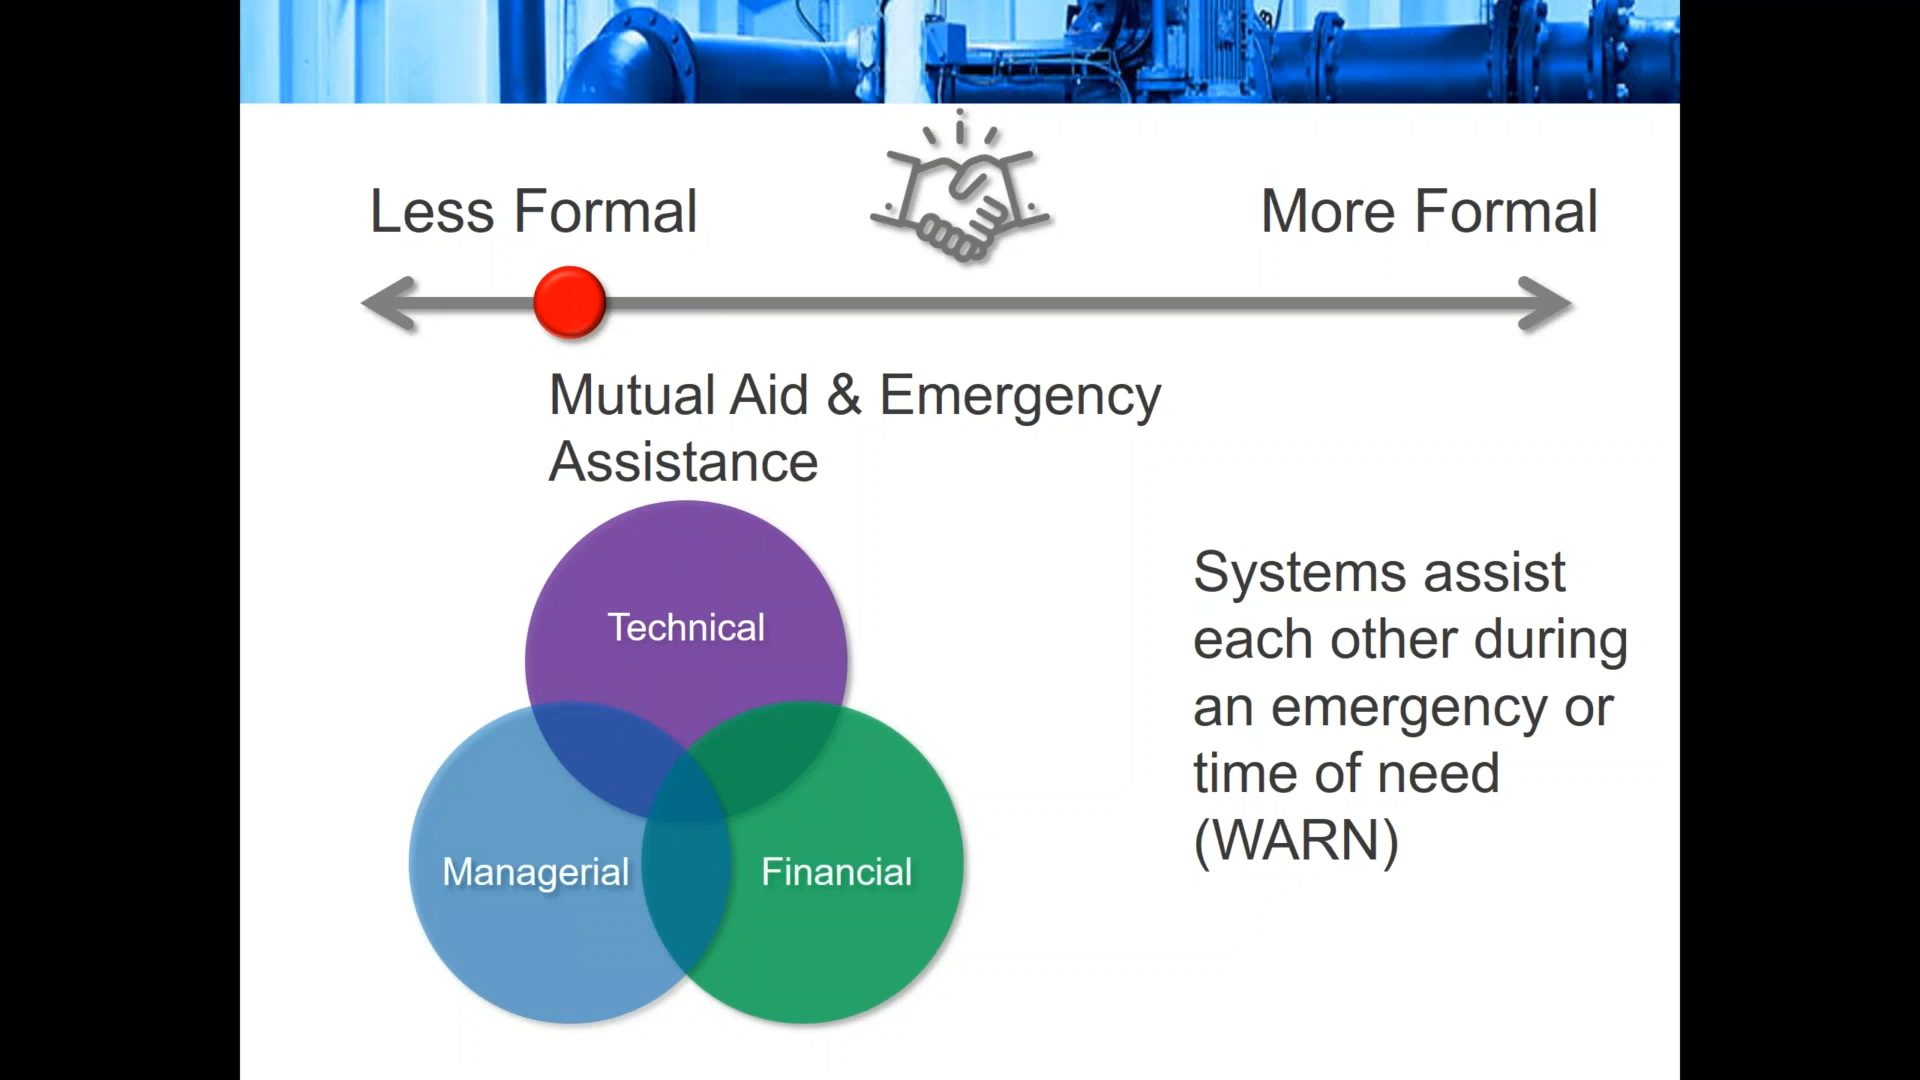 Less Formal
More Formal
Mutual Aid & Emergency
Assistance
Technical
Managerial
Financial
Systems assist
each other during
an emergency or
time of need
(WARN)